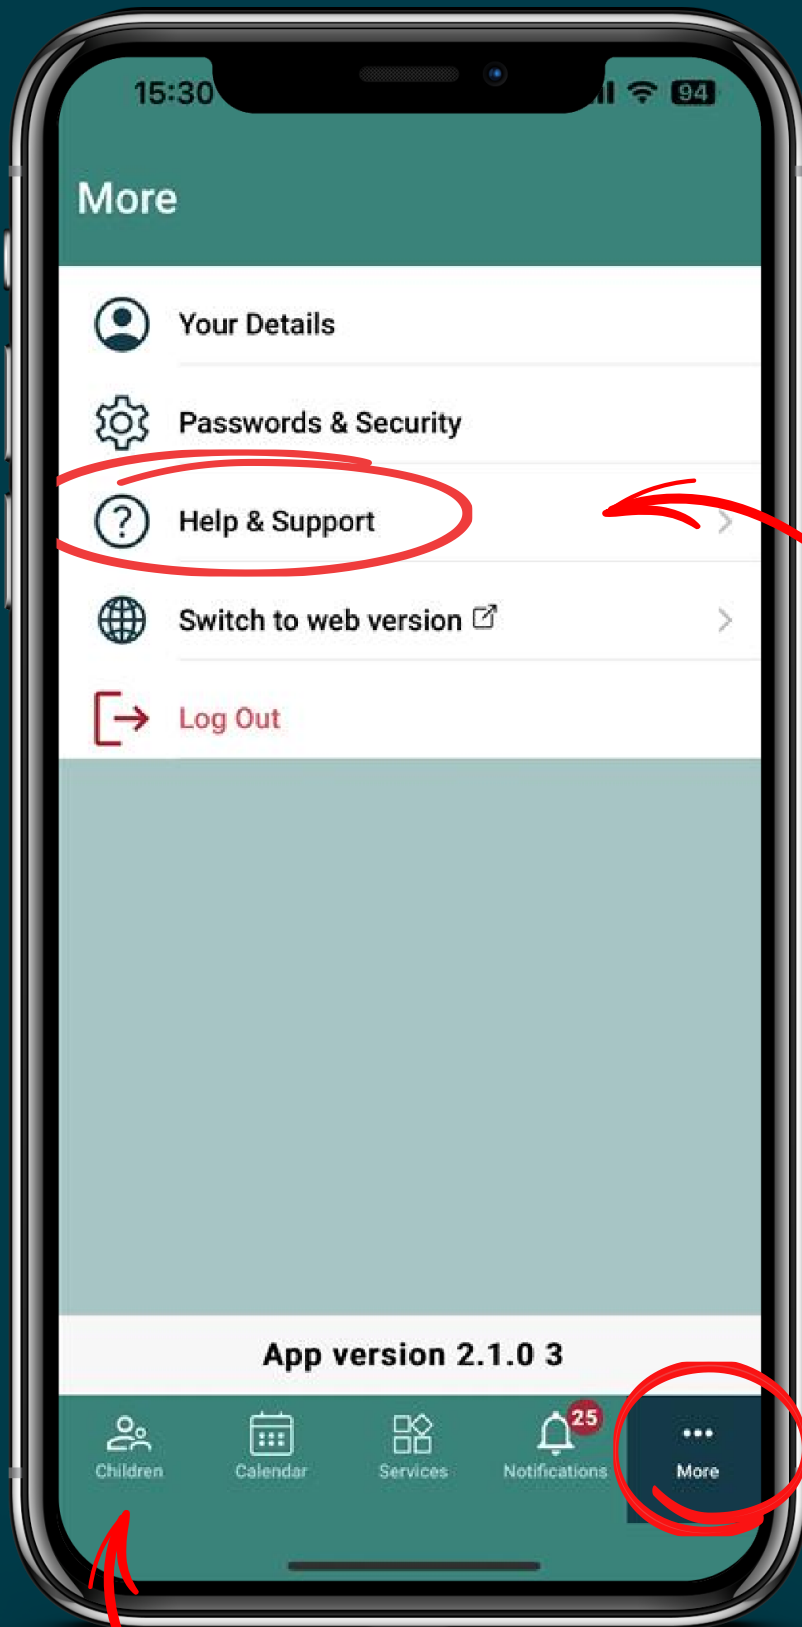 15:30
94
More
Your Details
Passwords & Security
Help & Support
Switch to web version
Log Out
App version 2.1.0 3
25
Children
Calendar
Services
Notifications
More